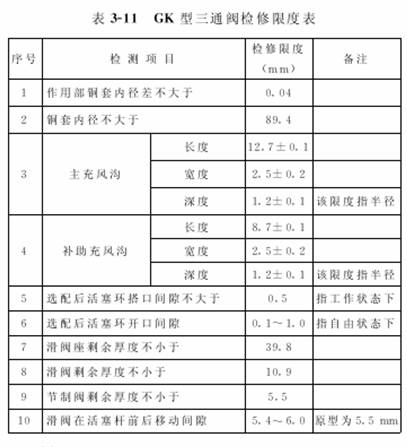 表 3-11 GK 型三通阀检修限度表
序号 检测项目 检修限度（mm） 备注
1 作用部铜套内径差不大于 0.04
2 铜套内径不大于 89.4
3 主充风沟 长度 12.7±0.1
宽度 2.5±0.2
深度 1.2±0.1 该限度指半径
4 补助充风沟 长度 8.7±0.1
宽度 2.5±0.2
深度 1.2±0.1 该限度指半径
5 选配后活塞环搭口间隙不大于 0.5 指工作状态下
6 选配后活塞环开口间隙 0.1～1.0 指自由状态下
7 滑阀座剩余厚度不小于 39.8
8 滑阀剩余厚度不小于 10.9
9 节制阀剩余厚度不小于 5.5
10 滑阀在活塞杆前后移动间隙 5.4～6.0 原型为 5.5 mm